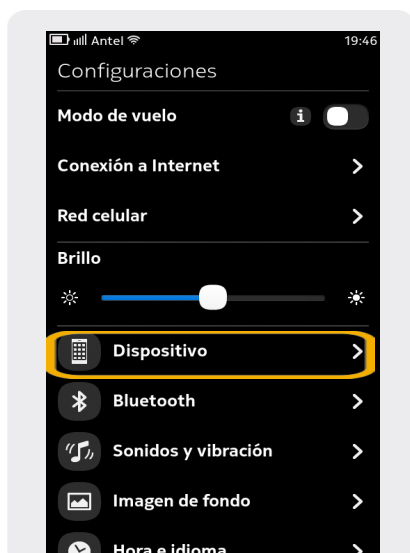 Antel 19:46
Configuraciones
Modo de vuelo i
Conexión a Internet
Red celular
Brillo
Dispositivo
Bluetooth
Sonidos y vibración
Imagen de fondo
Hora e idioma